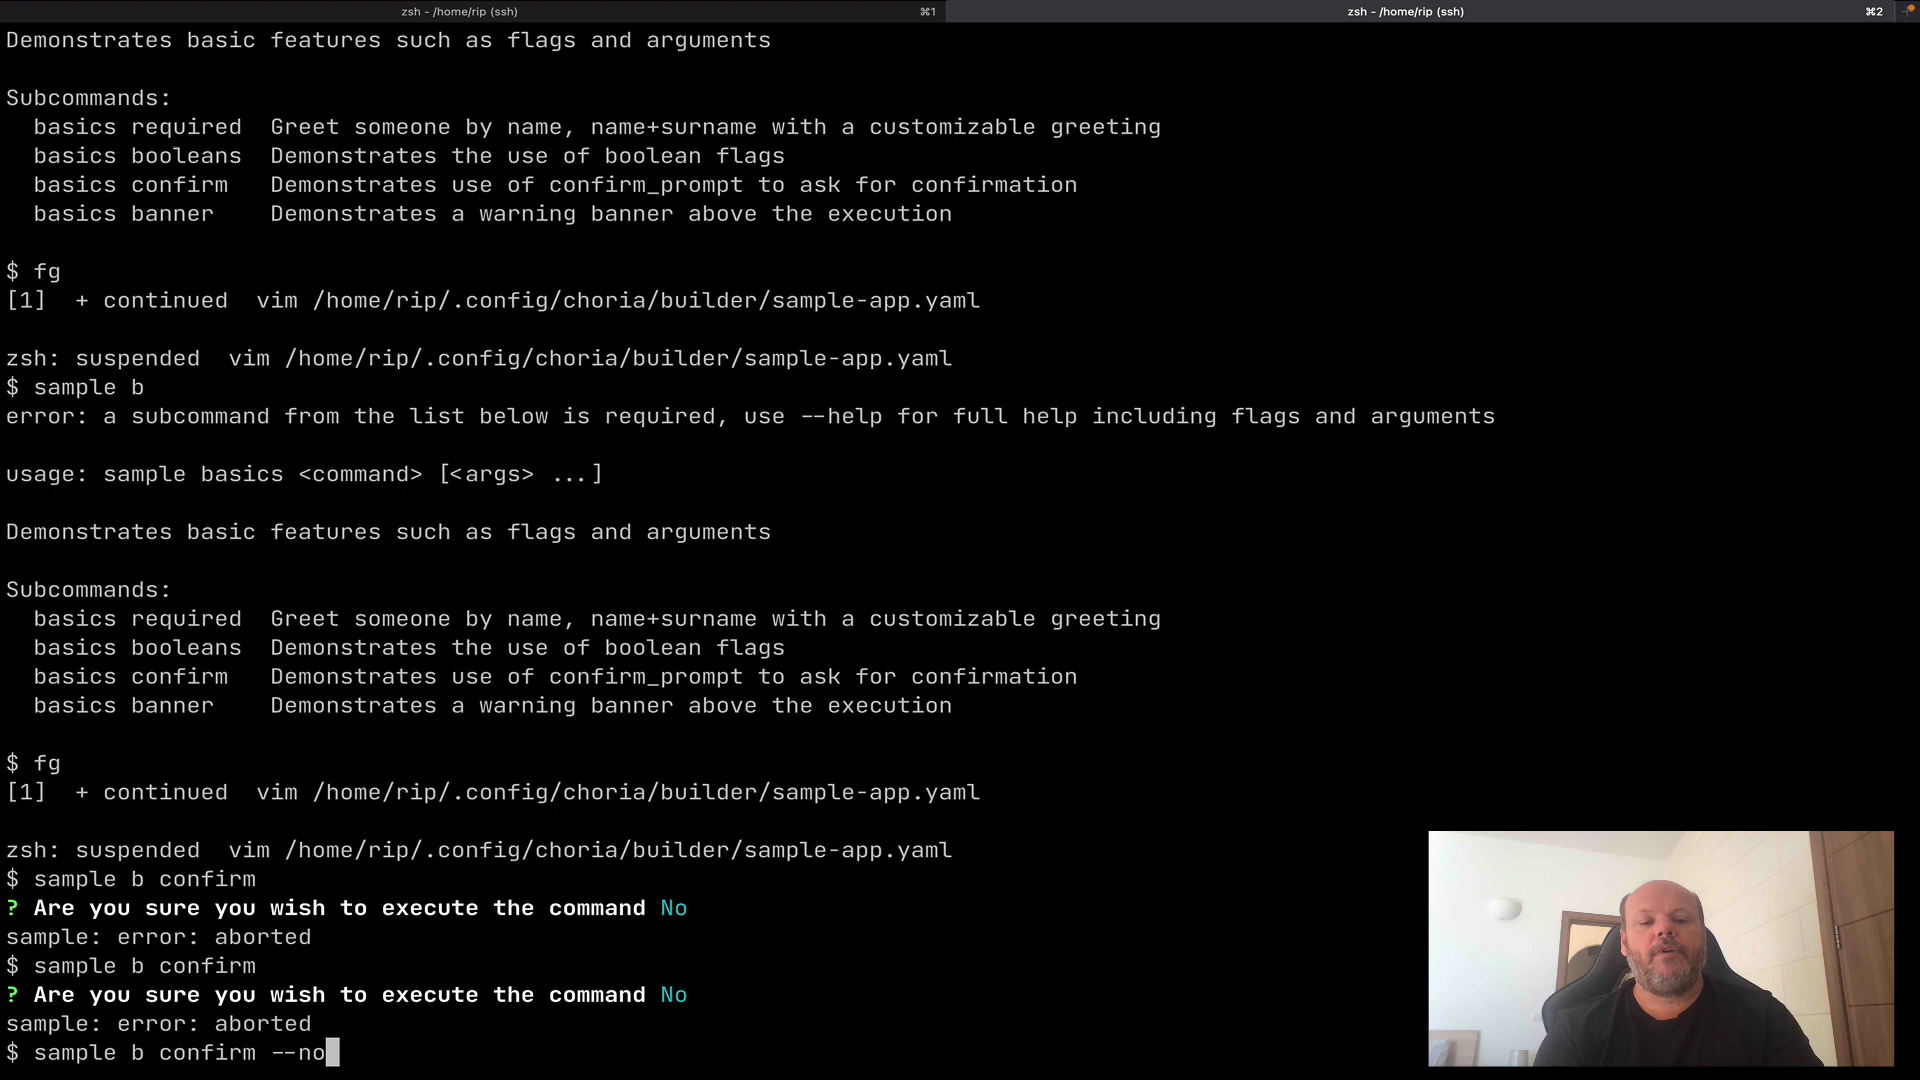 zsh - /home/rip (ssh) ⌘1 zsh - /home/rip (ssh) ⌘2
Demonstrates basic features such as flags and arguments
Subcommands:
basics required Greet someone by name, name+surname with a customizable greeting
basics booleans Demonstrates the use of boolean flags
basics confirm Demonstrates use of confirm_prompt to ask for confirmation
basics banner Demonstrates a warning banner above the execution
$ fg
[1] + continued vim /home/rip/.config/choria/builder/sample-app.yaml
zsh: suspended vim /home/rip/.config/choria/builder/sample-app.yaml
$ sample b
error: a subcommand from the list below is required, use --help for full help including flags and arguments
usage: sample basics <command> [<args> ...]
Demonstrates basic features such as flags and arguments
Subcommands:
basics required Greet someone by name, name+surname with a customizable greeting
basics booleans Demonstrates the use of boolean flags
basics confirm Demonstrates use of confirm_prompt to ask for confirmation
basics banner Demonstrates a warning banner above the execution
$ fg
[1] + continued vim /home/rip/.config/choria/builder/sample-app.yaml
zsh: suspended vim /home/rip/.config/choria/builder/sample-app.yaml
$ sample b confirm
? Are you sure you wish to execute the command No
sample: error: aborted
$ sample b confirm
? Are you sure you wish to execute the command No
sample: error: aborted
$ sample b confirm --no